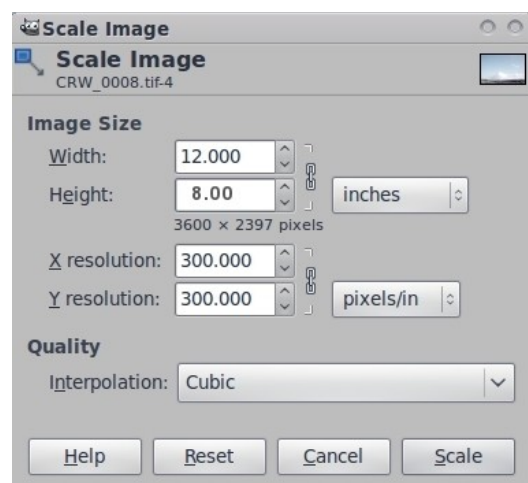 Scale Image
Scale Image
CRW_0008.tif-4
Image Size
Width: 12.000
Height: 8.00 inches
3600 × 2397 pixels
X resolution: 300.000
Y resolution: 300.000 pixels/in
Quality
Interpolation: Cubic
Help Reset Cancel Scale